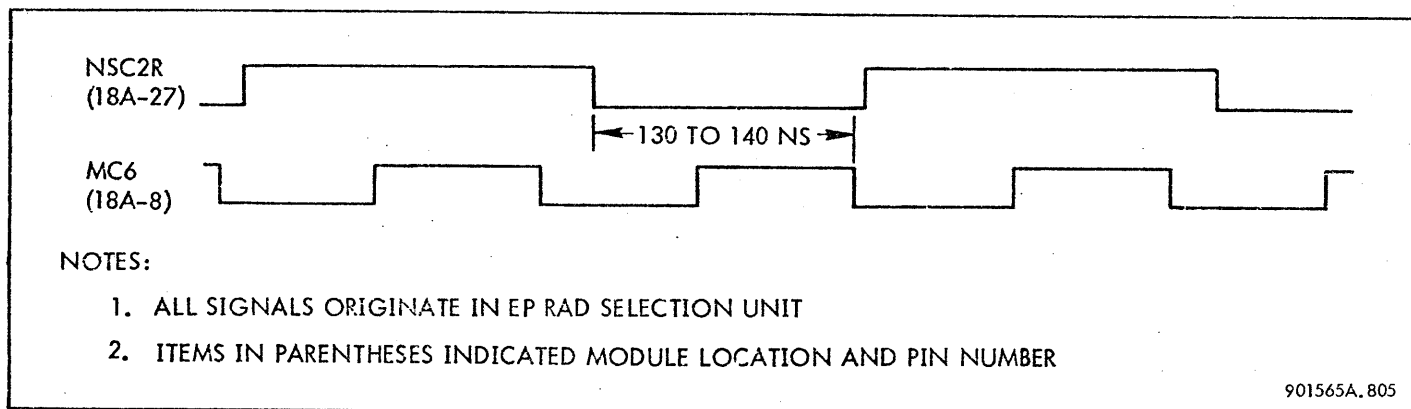 NSC2R
(18A-27)
130 TO 140 NS
MC6
(18A-8)
NOTES:
1. ALL SIGNALS ORIGINATE IN EP RAD SELECTION UNIT
2. ITEMS IN PARENTHESES INDICATED MODULE LOCATION AND PIN NUMBER
901565A.805